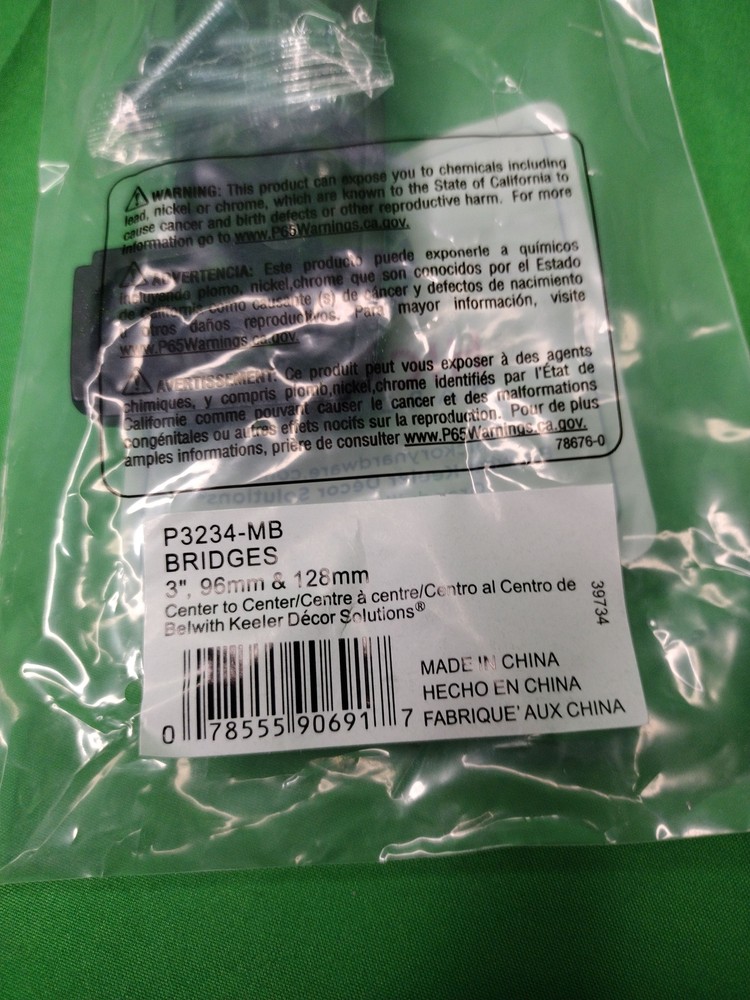 WARNING: This product can expose you to chemicals including
lead, nickel or chrome, which are known to the State of California to
cause cancer and birth defects or other reproductive harm. For more
information go to www.P65Warnings.ca.gov.
ADVERTENCIA: Este producto puede exponerle a químicos
incluyendo plomo, nickel,chrome que son conocidos por el Estado
de California como causante (s) de cáncer y defectos de nacimiento
u otros daños reproductivos. Para mayor información, visite
www.P65Warnings.ca.gov.
AVERTISSEMENT: Ce produit peut vous exposer à des agents
chimiques, y compris plomb,nickel,chrome identifiés par l'État de
Californie comme pouvant causer le cancer et des malformations
congénitales ou autres effets nocifs sur la reproduction. Pour de plus
amples informations, prière de consulter www.P65Warnings.ca.gov.
78676-0
P3234-MB
BRIDGES
3", 96mm & 128mm
Center to Center/Centre à centre/Centro al Centro de
Belwith Keeler Décor Solutions®
39734
MADE IN CHINA
HECHO EN CHINA
FABRIQUE' AUX CHINA
0 78555 90691 7